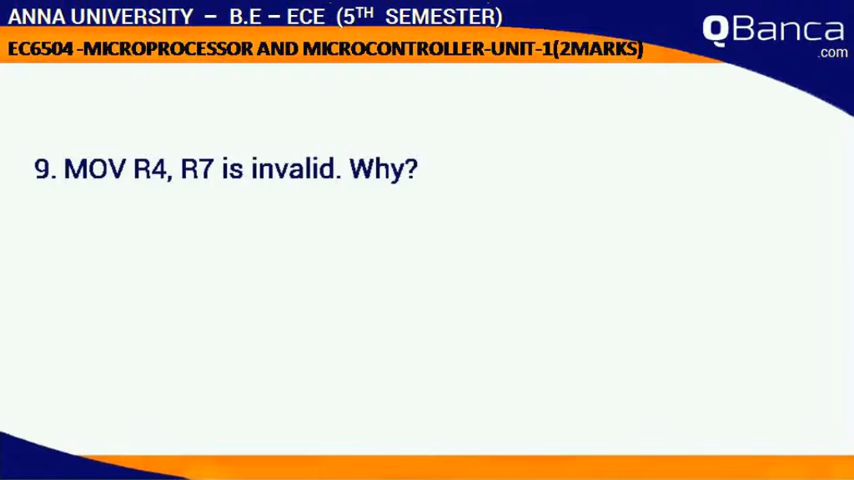 ANNA UNIVERSITY – B.E – ECE (5TH SEMESTER)
EC6504 -MICROPROCESSOR AND MICROCONTROLLER-UNIT-1(2MARKS)
QBanca
.com
9. MOV R4, R7 is invalid. Why?